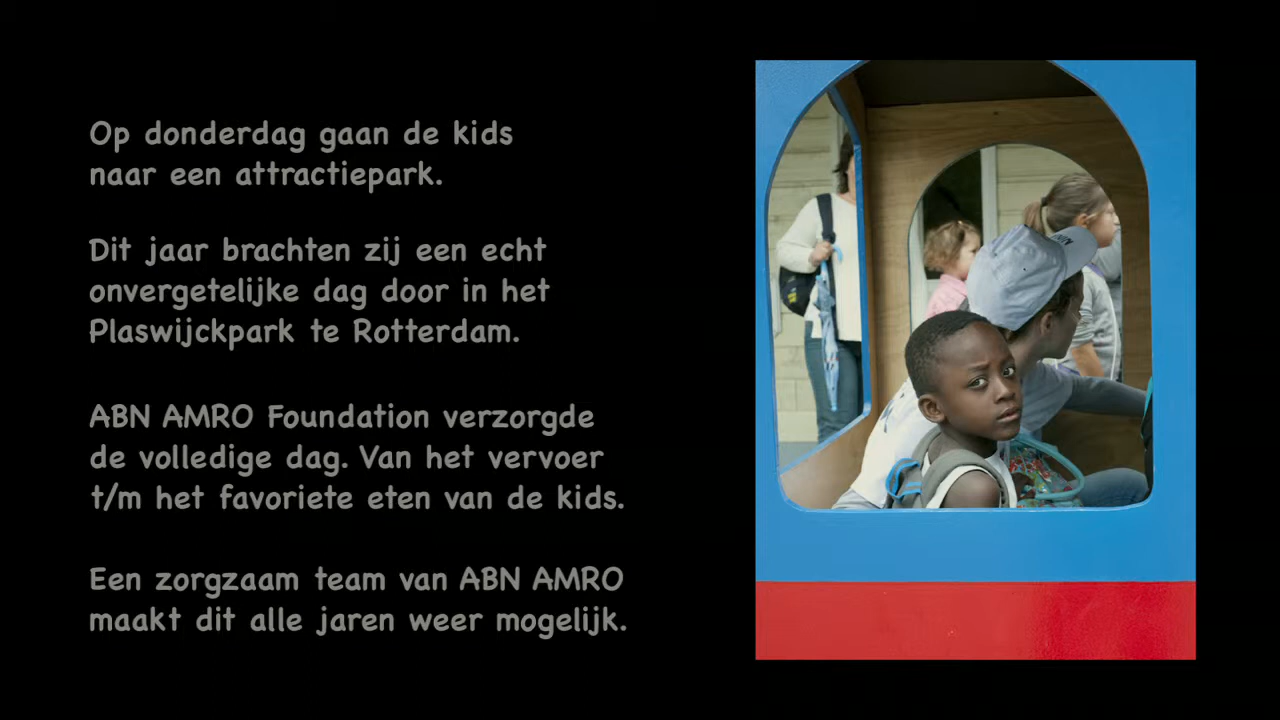 Op donderdag gaan de kids
naar een attractiepark.
Dit jaar brachten zij een echt
onvergetelijke dag door in het
Plaswijckpark te Rotterdam.
ABN AMRO Foundation verzorgde
de volledige dag. Van het vervoer
t/m het favoriete eten van de kids.
Een zorgzaam team van ABN AMRO
maakt dit alle jaren weer mogelijk.